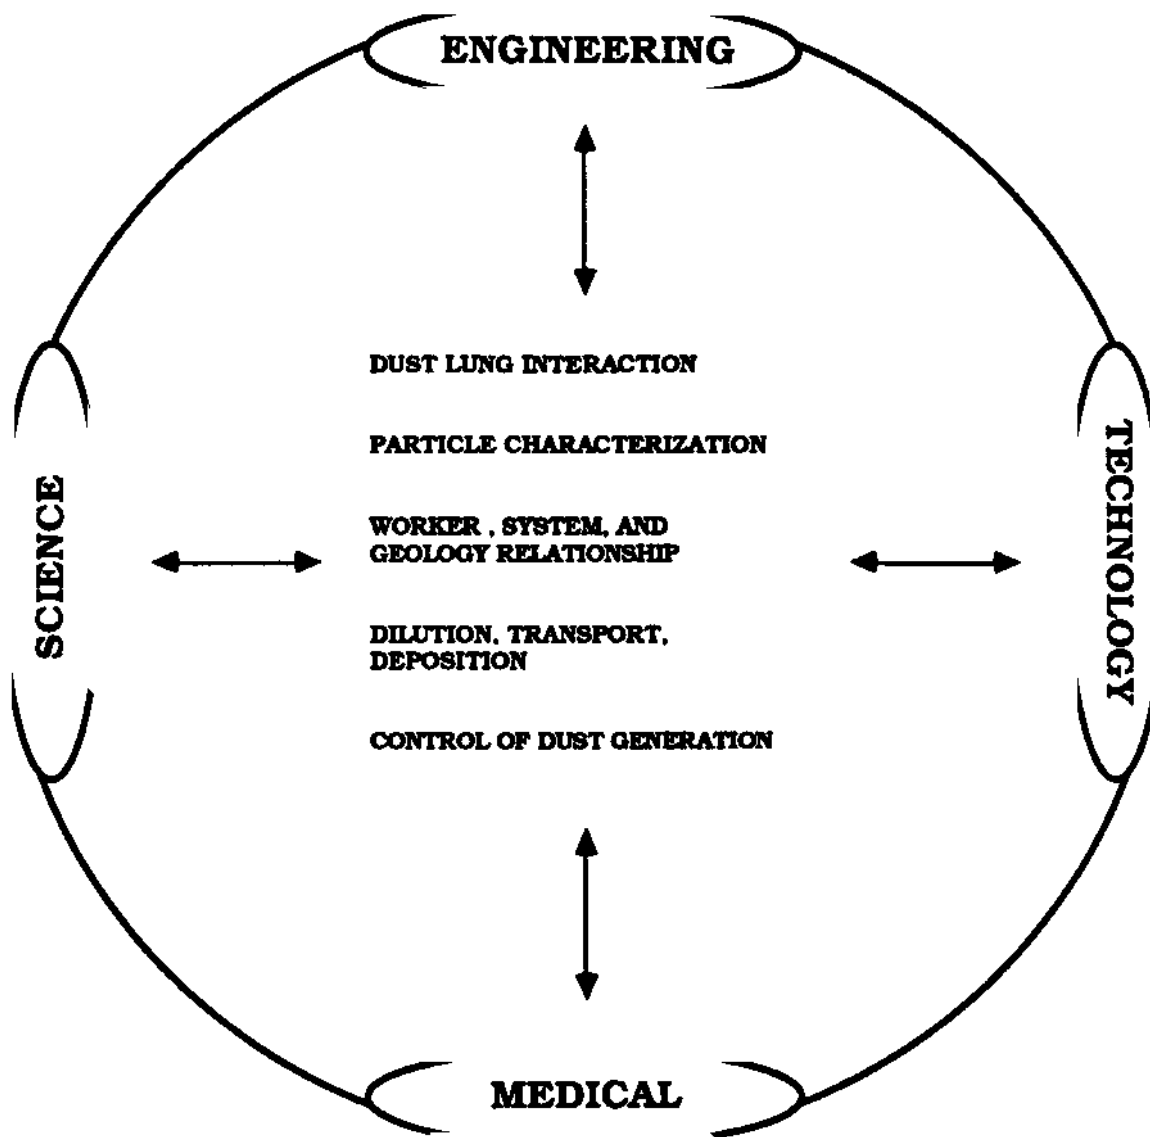 ENGINEERING
DUST LUNG INTERACTION
PARTICLE CHARACTERIZATION
WORKER , SYSTEM, AND
GEOLOGY RELATIONSHIP
DILUTION, TRANSPORT,
DEPOSITION
CONTROL OF DUST GENERATION
SCIENCE
TECHNOLOGY
MEDICAL